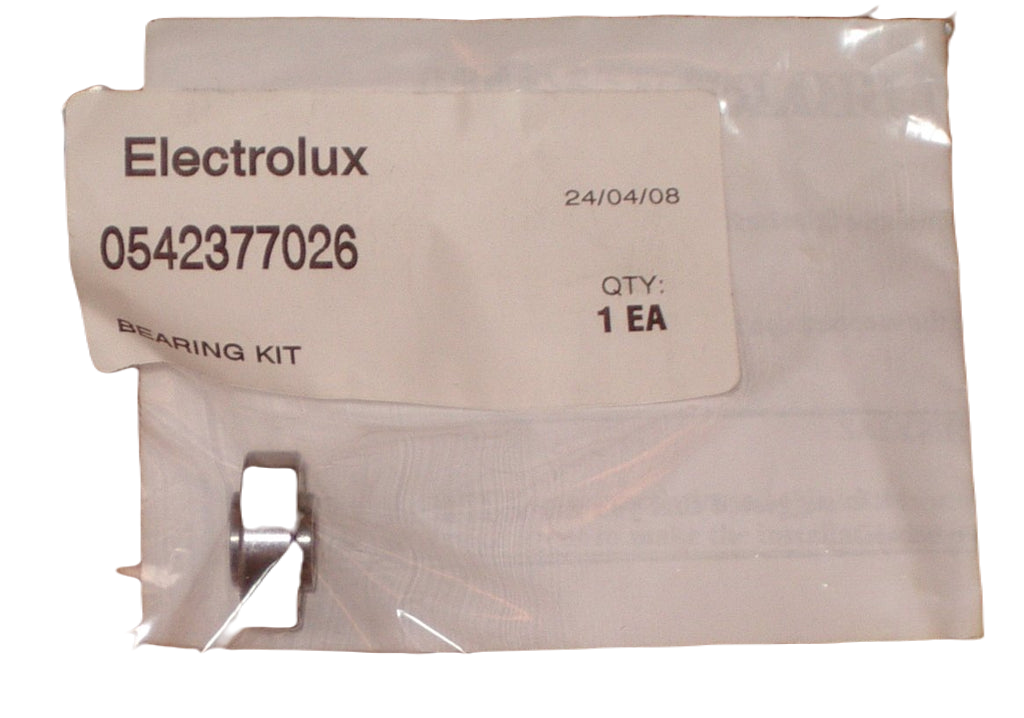 Electrolux
24/04/08
0542377026
QTY:
1 EA
BEARING KIT